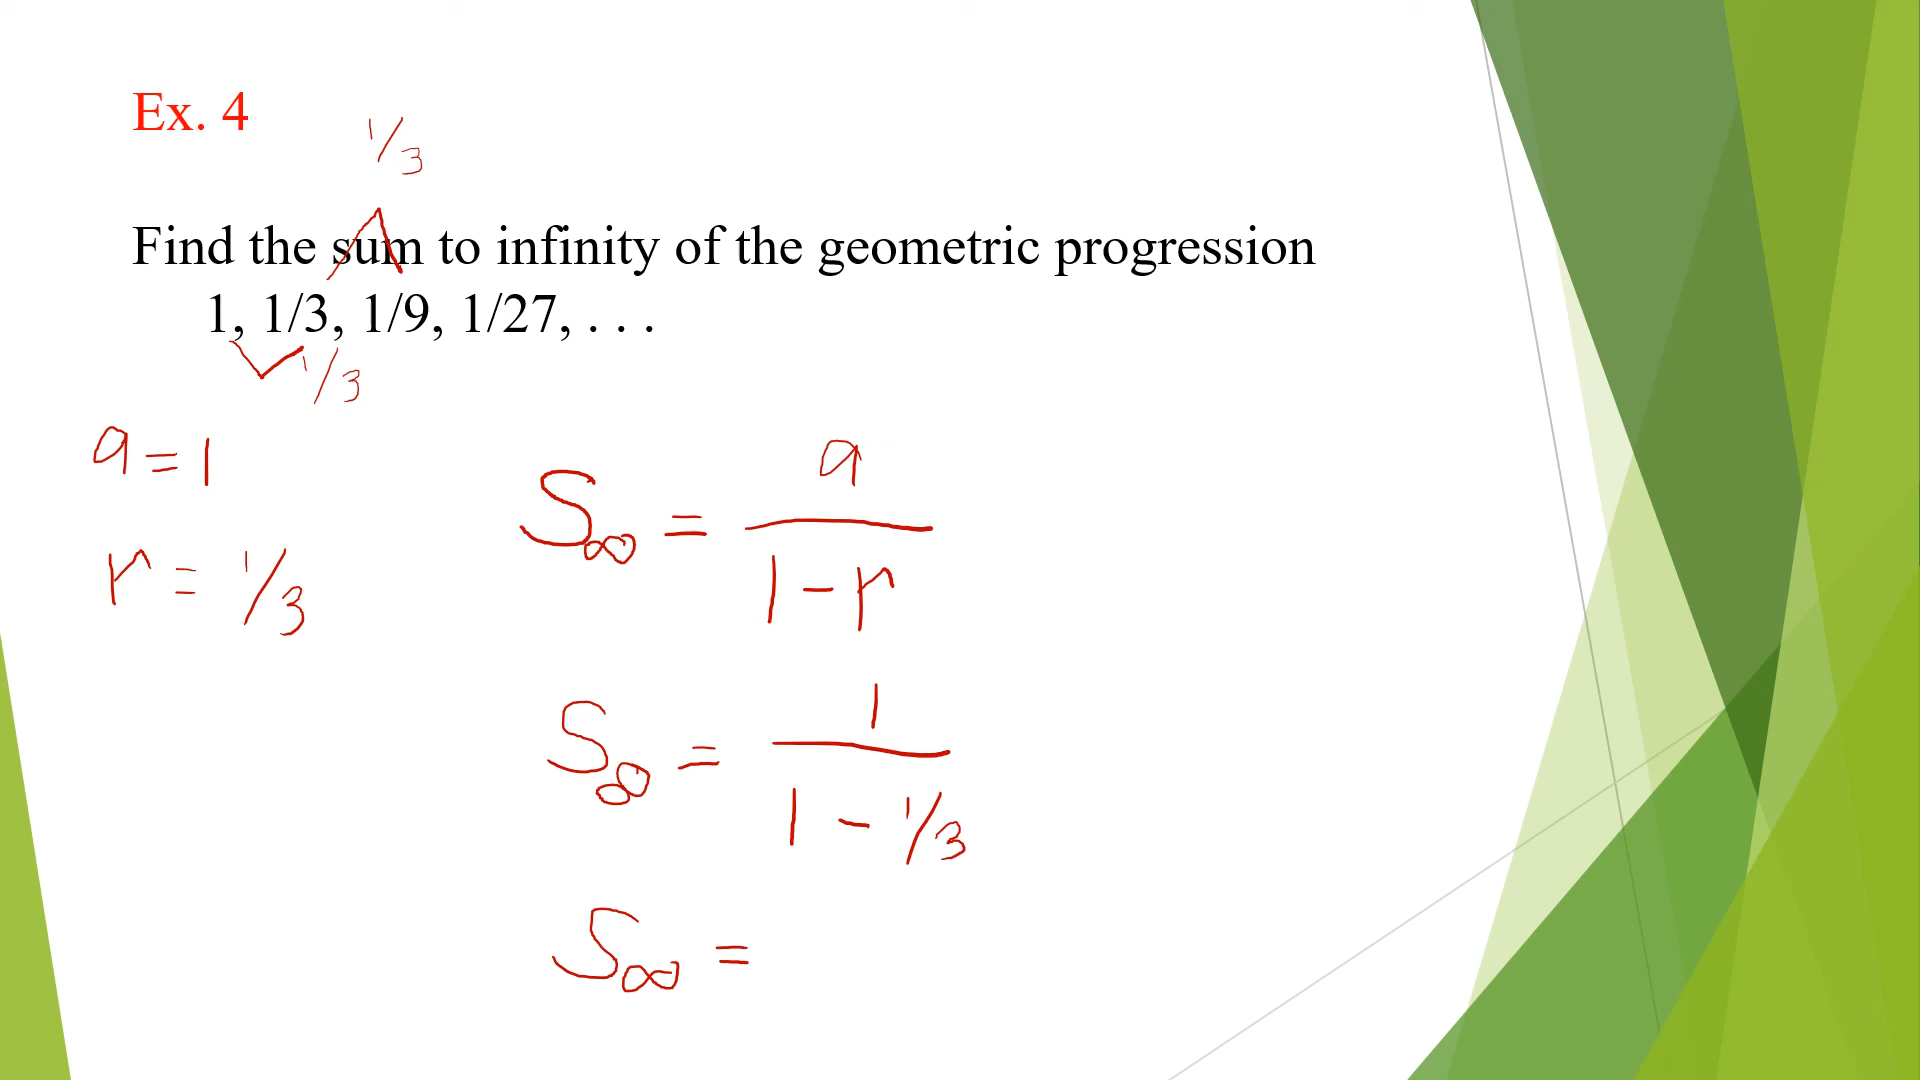 Ex. 4
1/3
Find the sum to infinity of the geometric progression
1, 1/3, 1/9, 1/27, . . .
1/3
a = 1
S∞ = a / 1 - r
r = 1/3
S∞ = 1 / 1 - 1/3
S∞ =